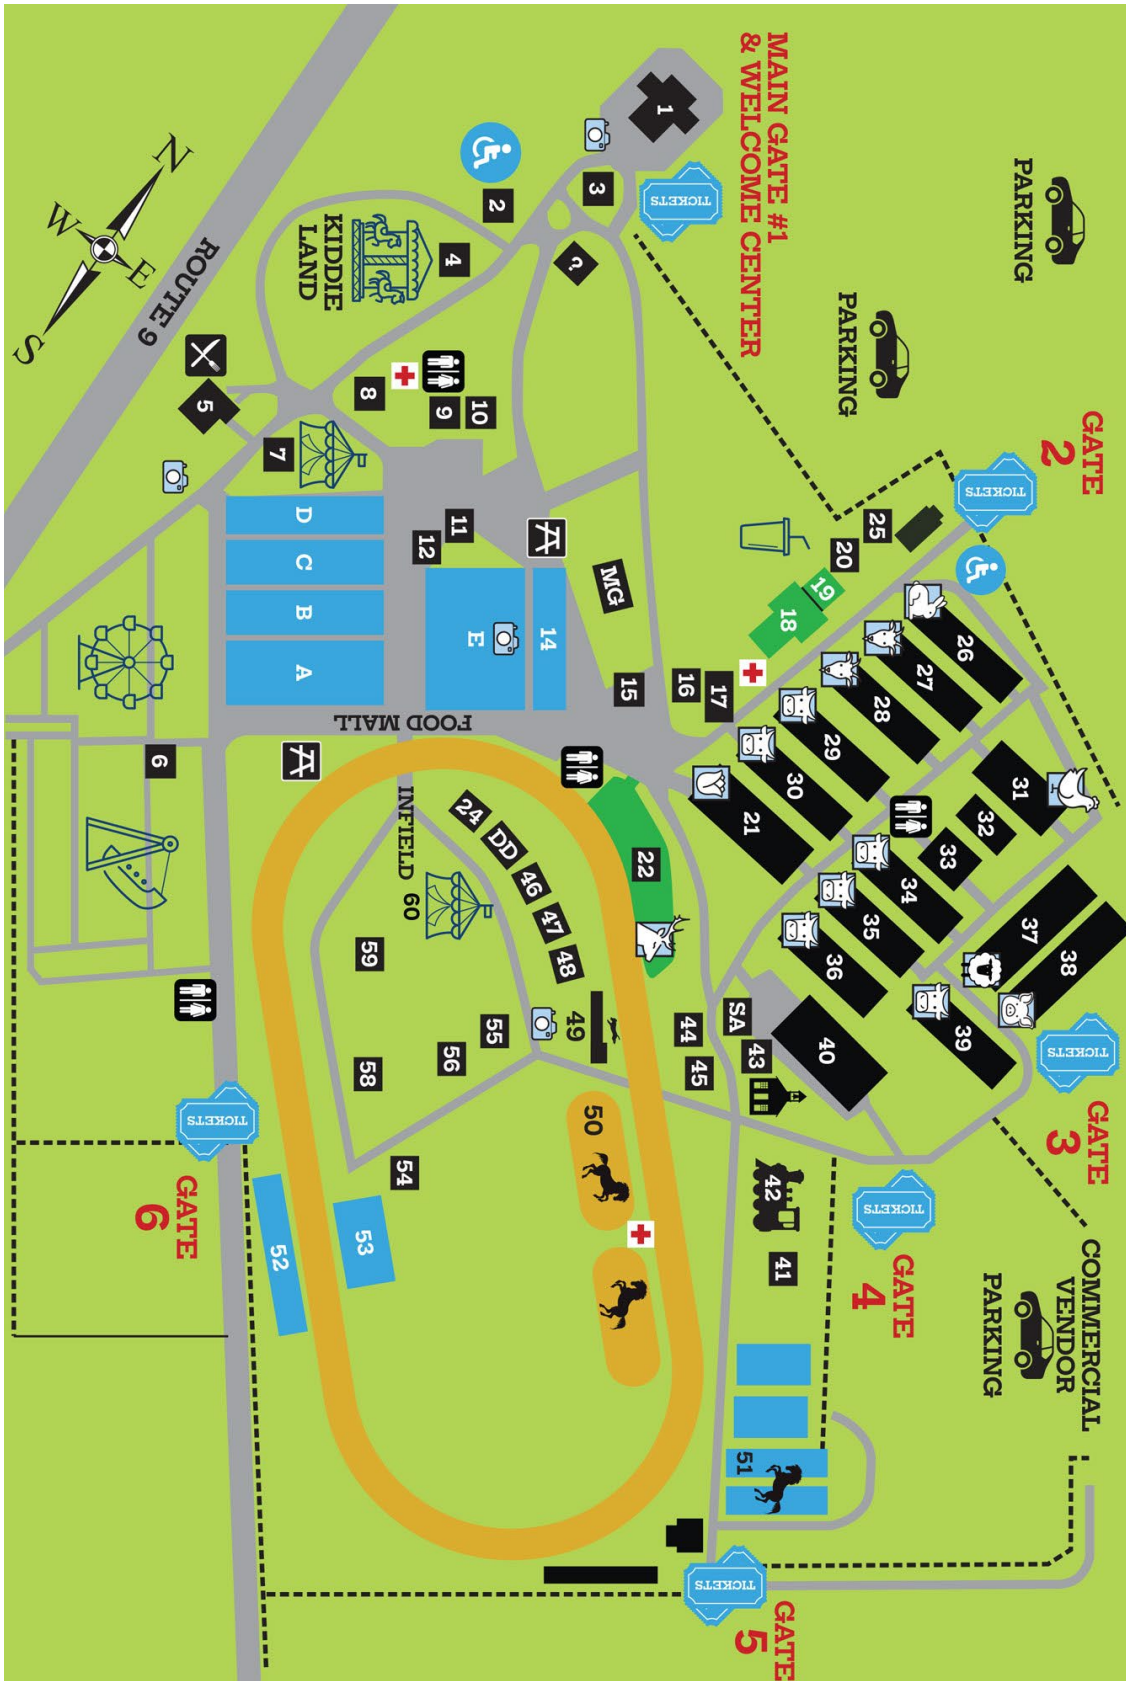 MAIN GATE #1
& WELCOME CENTER
PARKING
PARKING
GATE
2
GATE
3
GATE
4
COMMERCIAL
VENDOR
PARKING
GATE
5
GATE
6
TICKETS
TICKETS
TICKETS
TICKETS
TICKETS
TICKETS
ROUTE 9
N
W
E
S
KIDDIE
LAND
FOOD MALL
INFIELD
1
2
3
?
4
5
6
7
8
9
10
11
12
MG
14
E
D
C
B
A
15
16
17
18
19
20
25
26
27
28
29
30
21
31
32
33
34
35
36
37
38
39
40
22
24
DD
46
47
48
49
60
59
58
55
56
54
53
52
50
44
45
SA
43
42
41
51